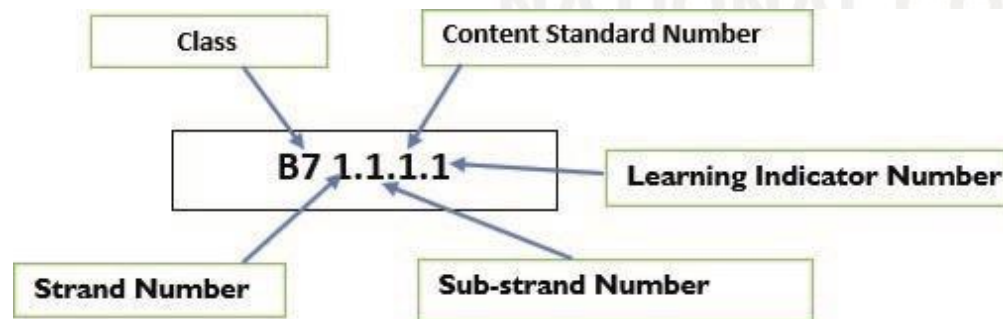 Class
Content Standard Number
B7 1.1.1.1
Learning Indicator Number
Strand Number
Sub-strand Number